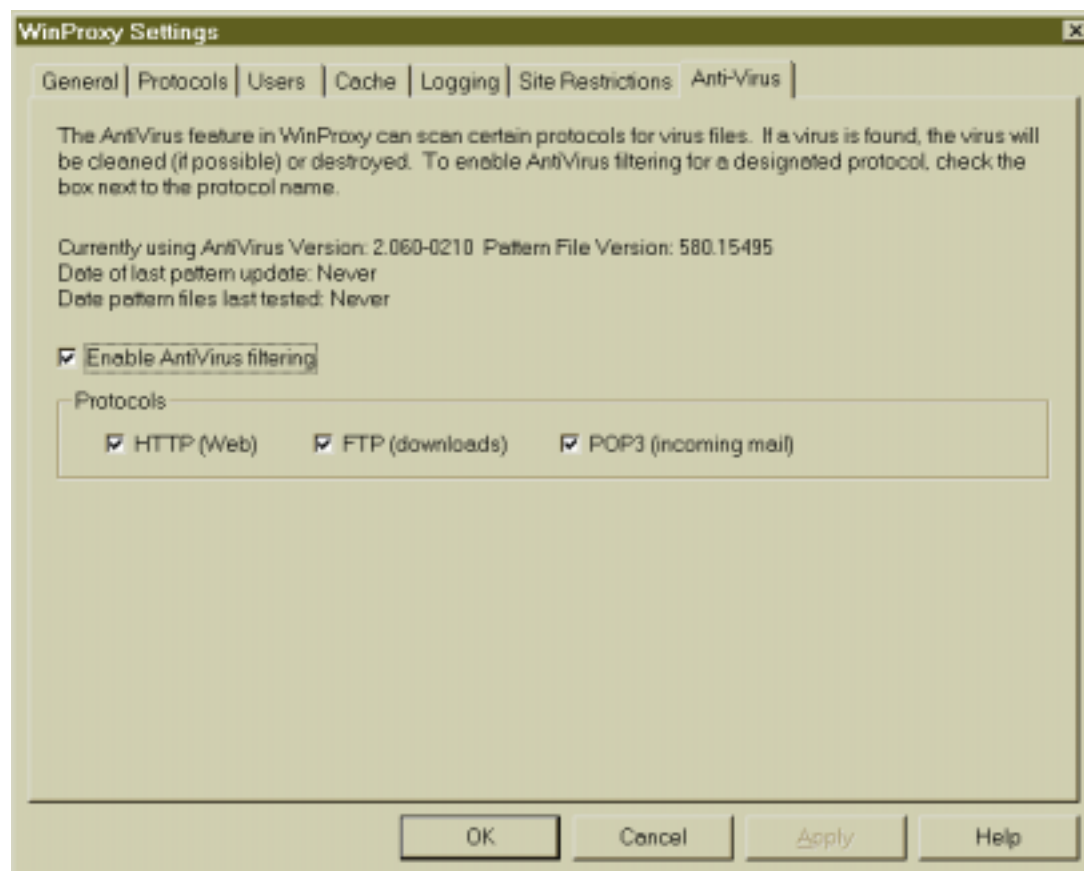 WinProxy Settings
General Protocols Users Cache Logging Site Restrictions Anti-Virus
The AntiVirus feature in WinProxy can scan certain protocols for virus files. If a virus is found, the virus will
be cleaned (if possible) or destroyed. To enable AntiVirus filtering for a designated protocol, check the
box next to the protocol name.
Currently using AntiVirus Version: 2.060-0210 Pattern File Version: 580.15495
Date of last pattern update: Never
Date pattern files last tested: Never
Enable AntiVirus filtering
Protocols
HTTP (Web) FTP (downloads) POP3 (incoming mail)
OK Cancel Apply Help